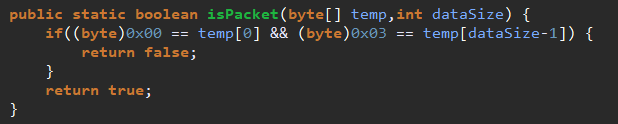 public static boolean isPacket(byte[] temp,int dataSize) {
    if((byte)0x00 == temp[0] && (byte)0x03 == temp[dataSize-1]) {
        return false;
    }
    return true;
}